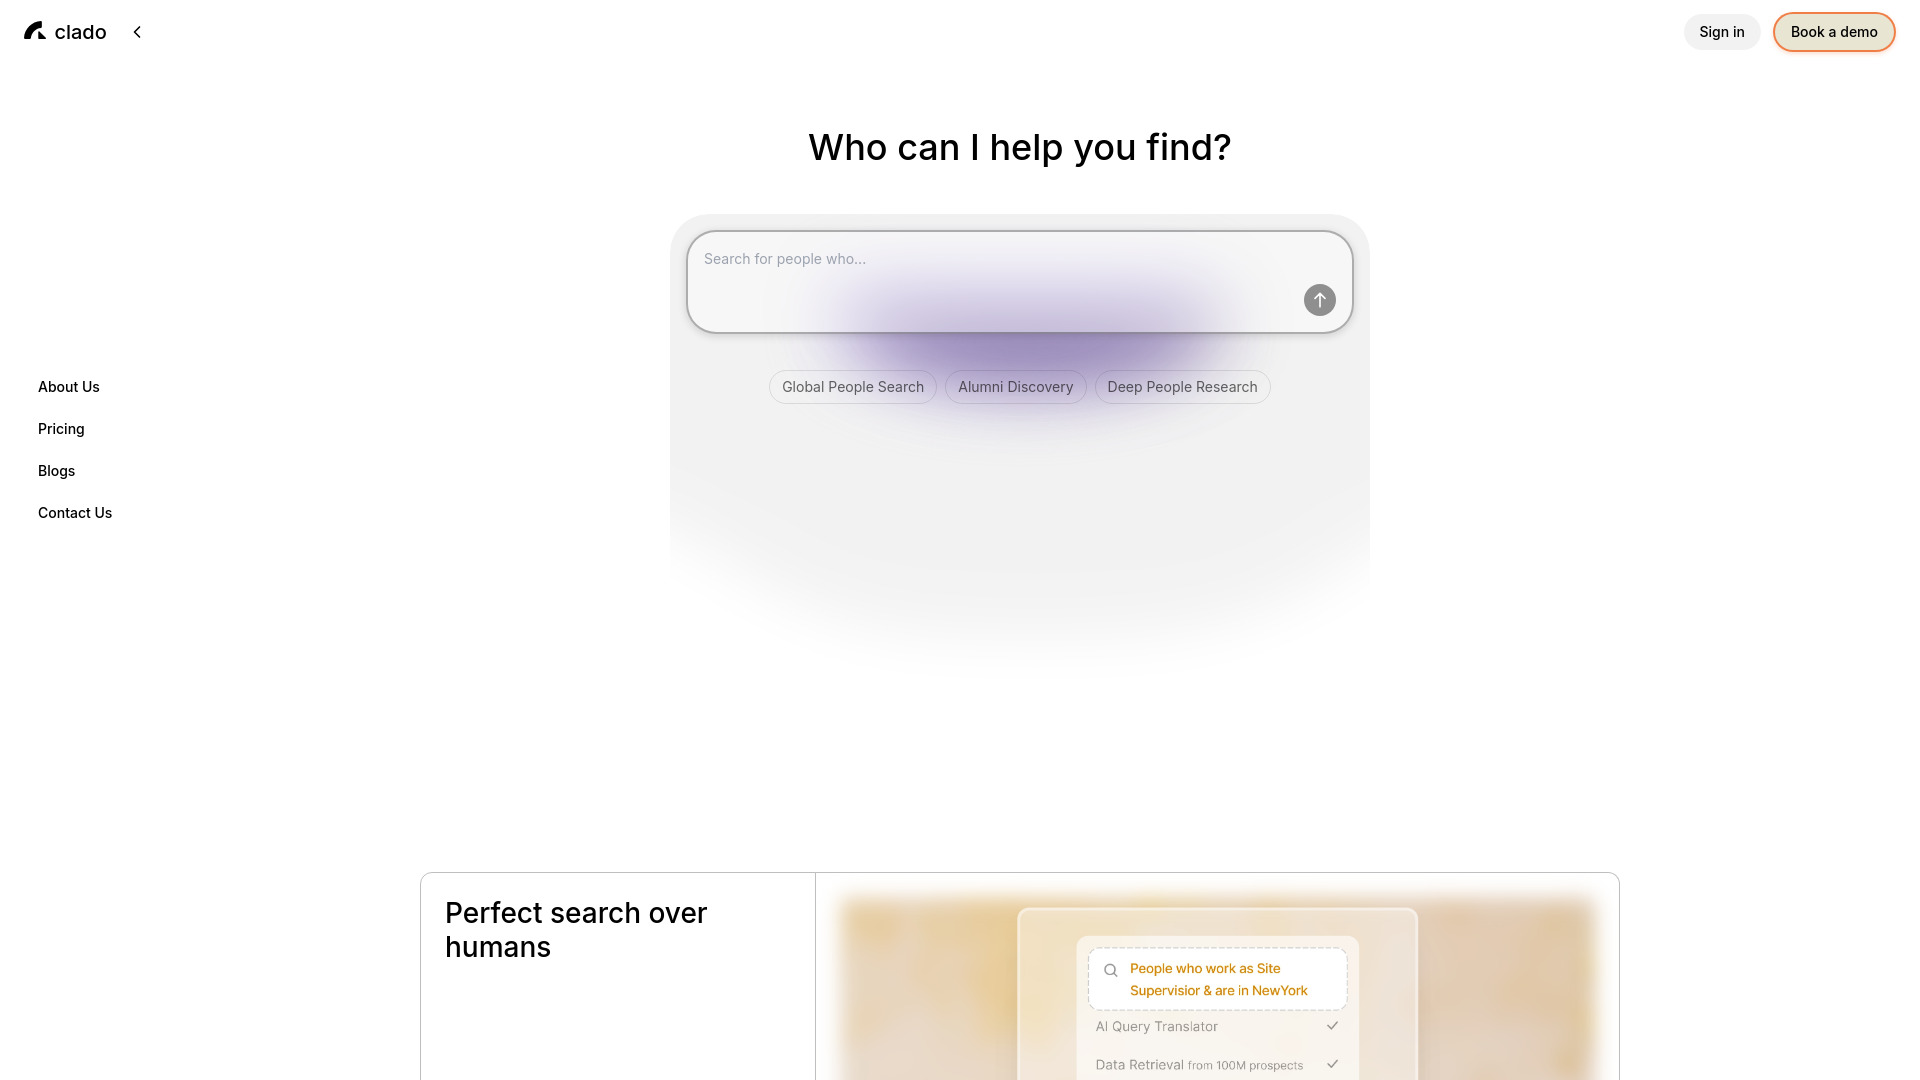 clado
Sign in
Book a demo
Who can I help you find?
Search for people who...
Global People Search
Alumni Discovery
Deep People Research
About Us
Pricing
Blogs
Contact Us
Perfect search over
humans
People who work as Site
Supervisior & are in NewYork
AI Query Translator
Data Retrieval from 100M prospects